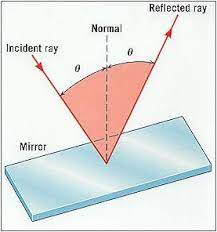 Reflected ray
Normal
Incident ray
θ
θ
Mirror